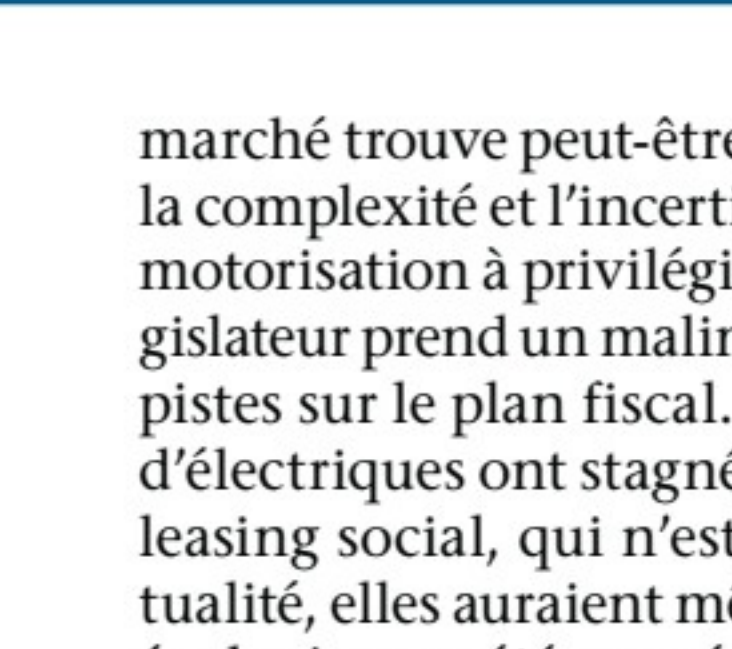 marché trouve peut-être
la complexité et l’incerti
motorisation à privilégi
gislateur prend un malin
pistes sur le plan fiscal.
d’électriques ont stagné
leasing social, qui n’est
tualité, elles auraient mê